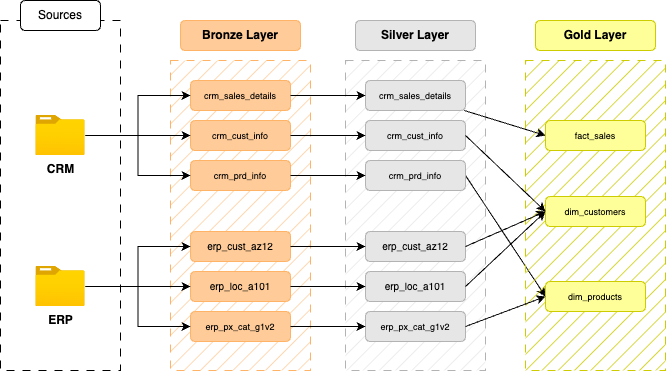 Sources
Bronze Layer
Silver Layer
Gold Layer
crm_sales_details
crm_sales_details
crm_cust_info
crm_cust_info
fact_sales
CRM
crm_prd_info
crm_prd_info
dim_customers
erp_cust_az12
erp_cust_az12
erp_loc_a101
erp_loc_a101
dim_products
ERP
erp_px_cat_g1v2
erp_px_cat_g1v2